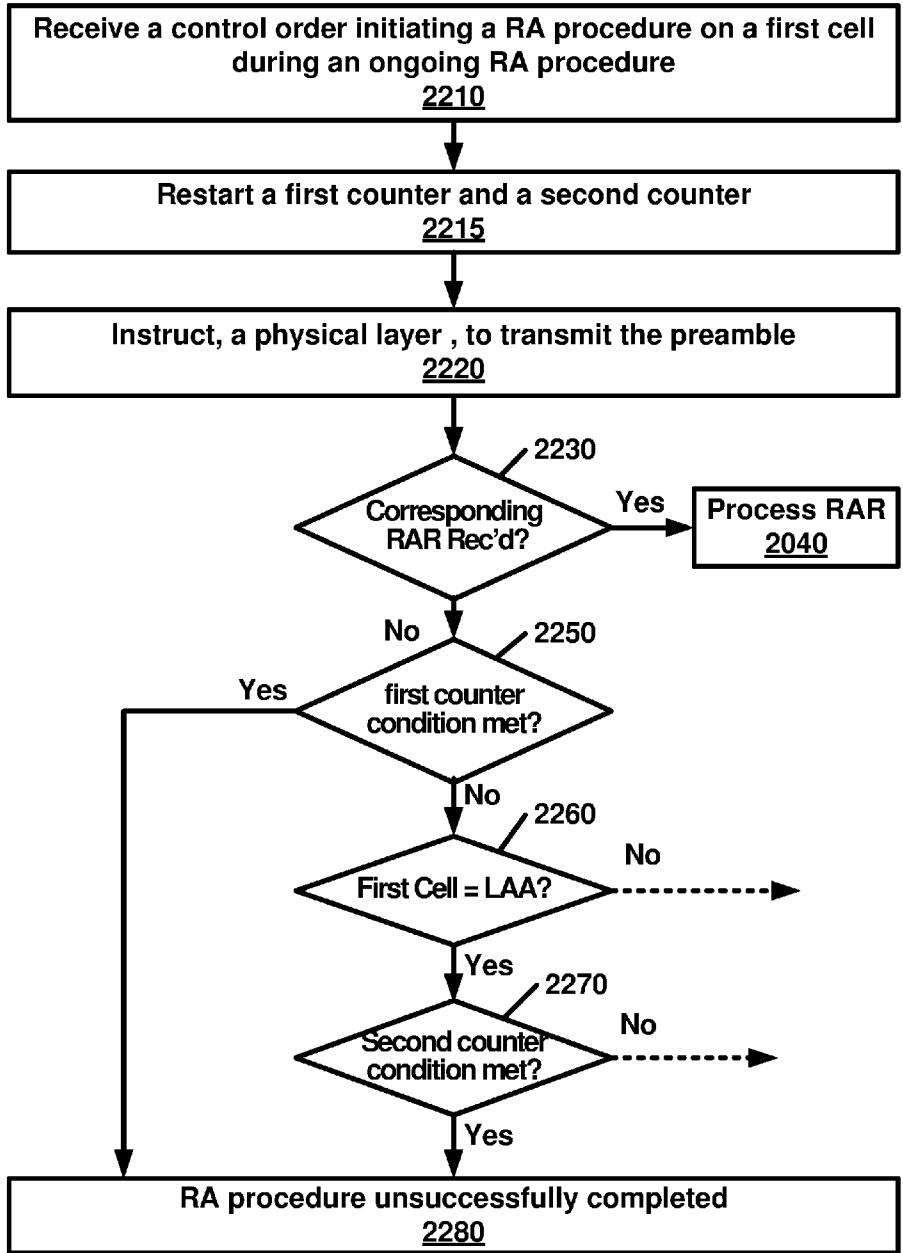 Receive a control order initiating a RA procedure on a first cell
during an ongoing RA procedure
2210
Restart a first counter and a second counter
2215
Instruct, a physical layer , to transmit the preamble
2220
2230
Corresponding
RAR Rec'd?
Yes
Process RAR
2040
No
2250
Yes
first counter
condition met?
No
2260
No
First Cell = LAA?
Yes
2270
No
Second counter
condition met?
Yes
RA procedure unsuccessfully completed
2280